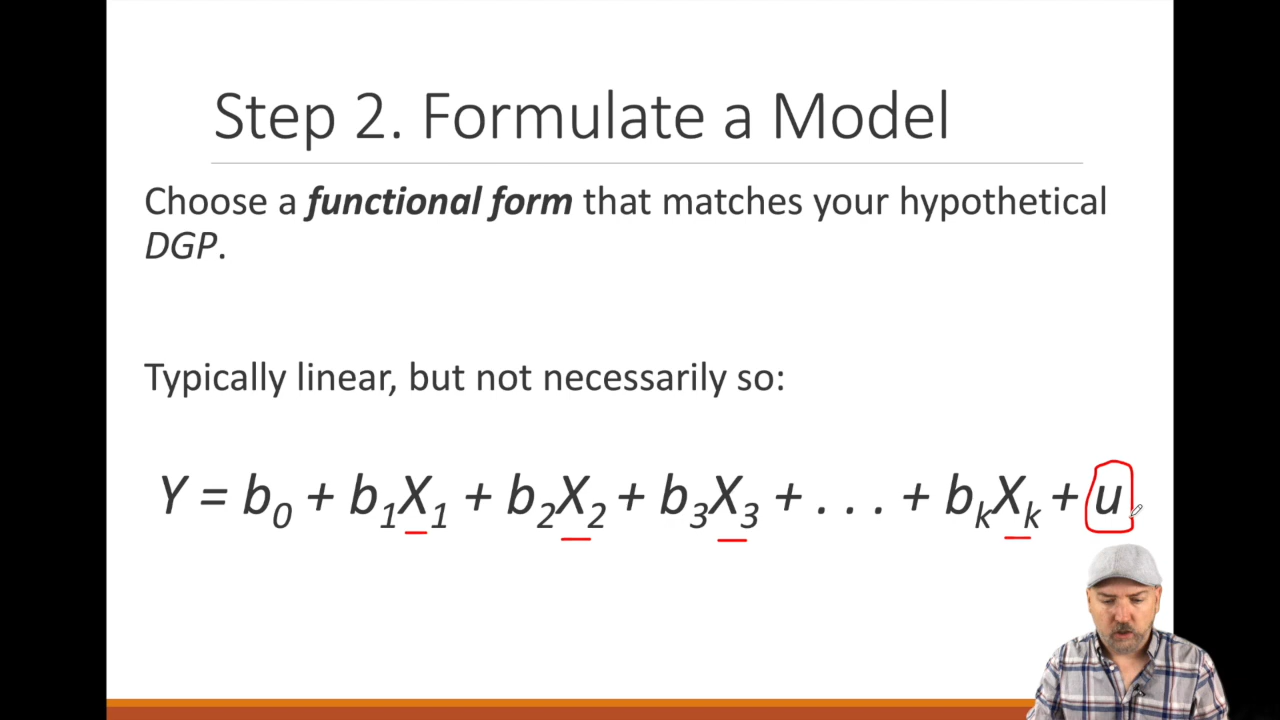 Step 2. Formulate a Model
Choose a functional form that matches your hypothetical
DGP.
Typically linear, but not necessarily so:
Y = b₀ + b₁X₁ + b₂X₂ + b₃X₃ + . . . + bₖXₖ + u